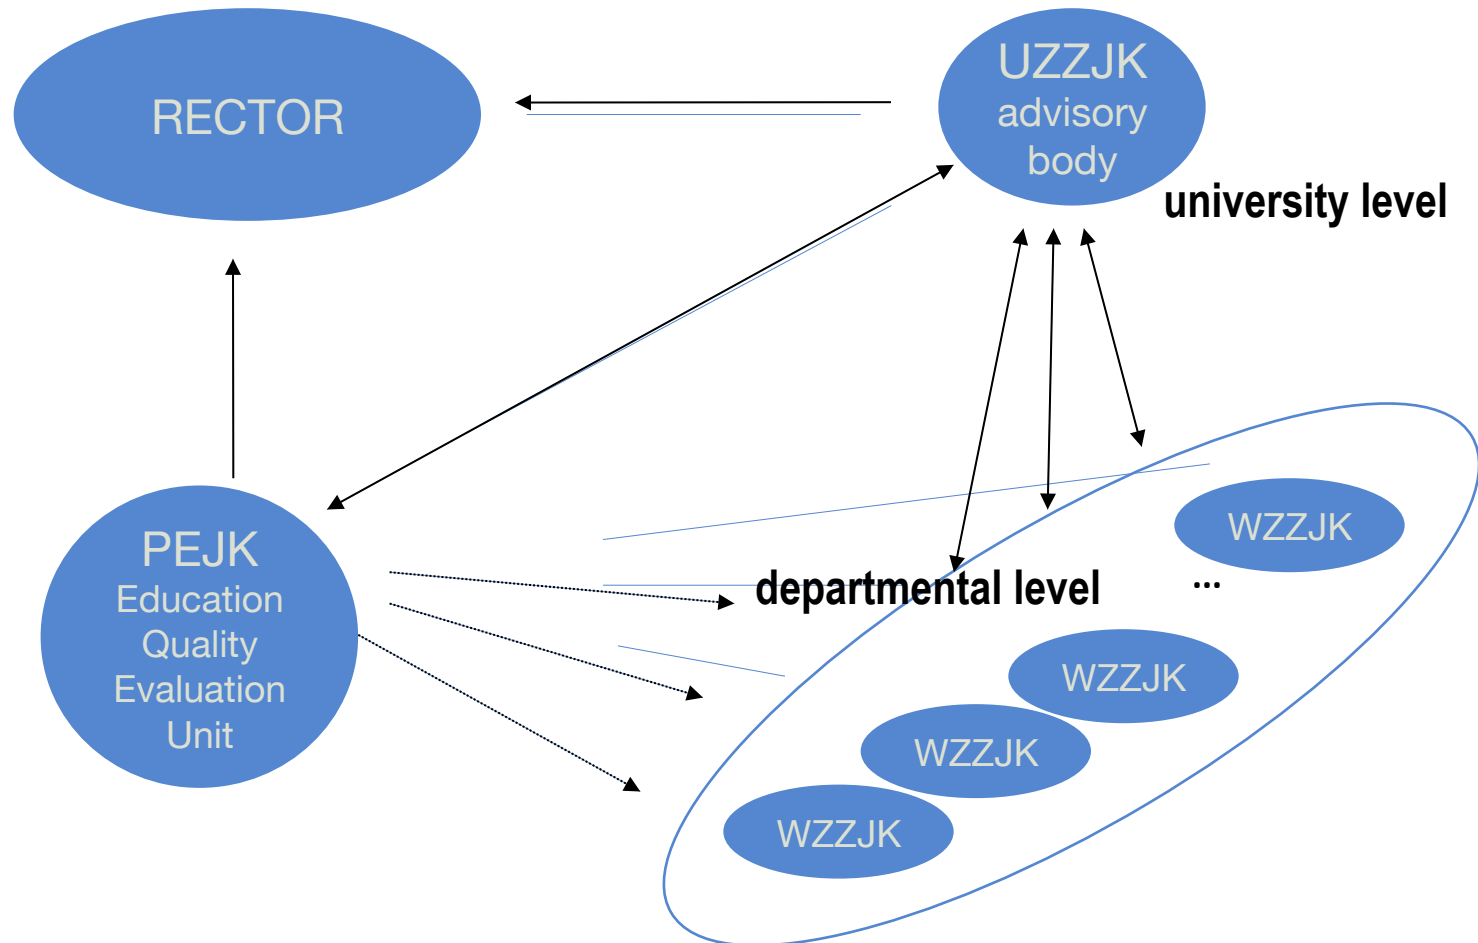 RECTOR
UZZJK
advisory
body
university level
PEJK
Education
Quality
Evaluation
Unit
departmental level
WZZJK
...
WZZJK
WZZJK
WZZJK